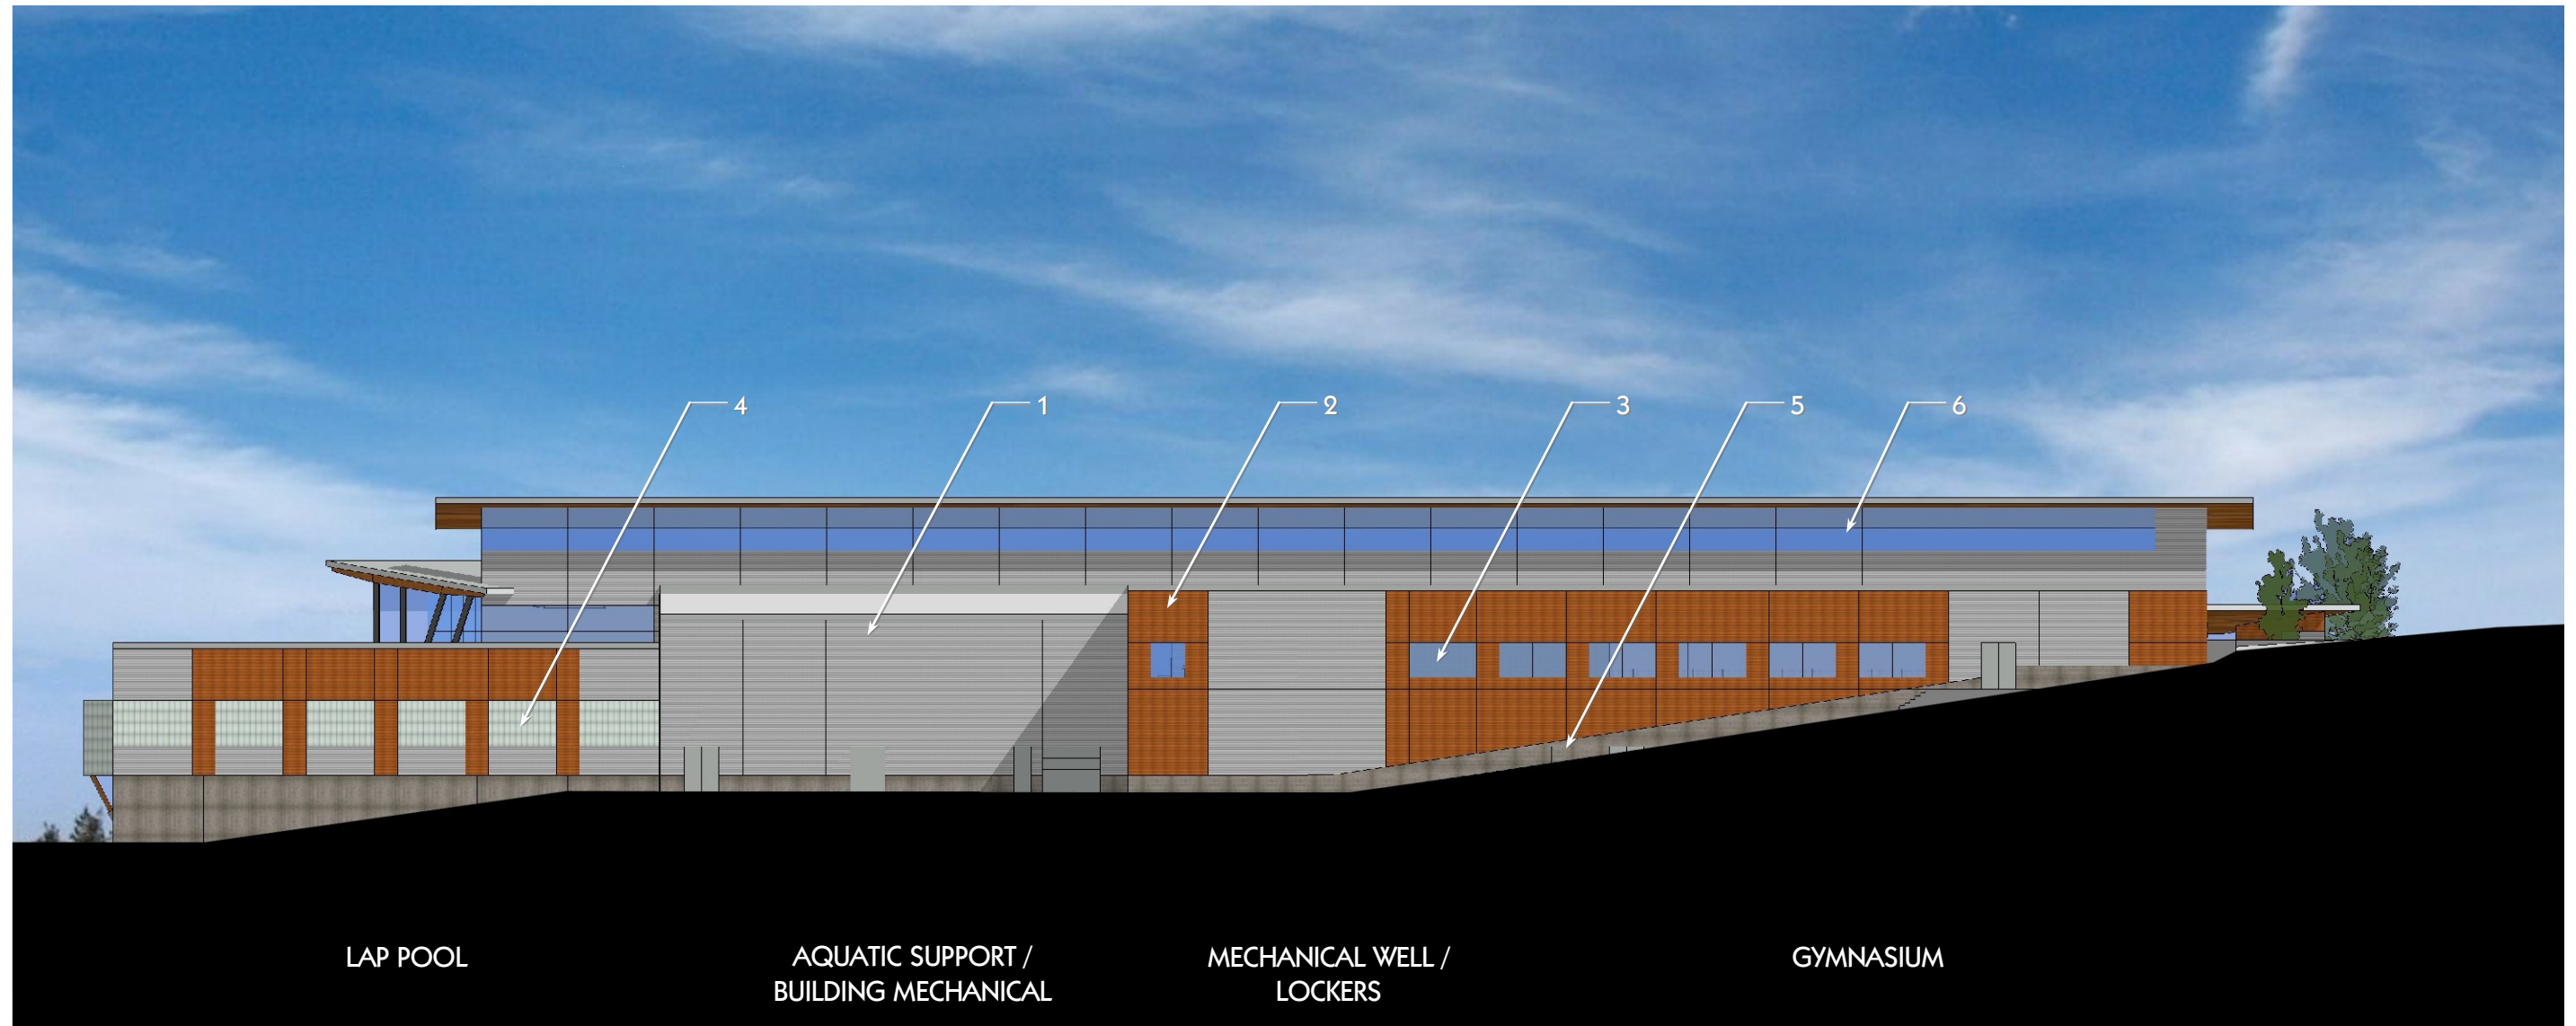 4
1
2
3
5
6
LAP POOL
AQUATIC SUPPORT /
BUILDING MECHANICAL
MECHANICAL WELL /
LOCKERS
GYMNASIUM